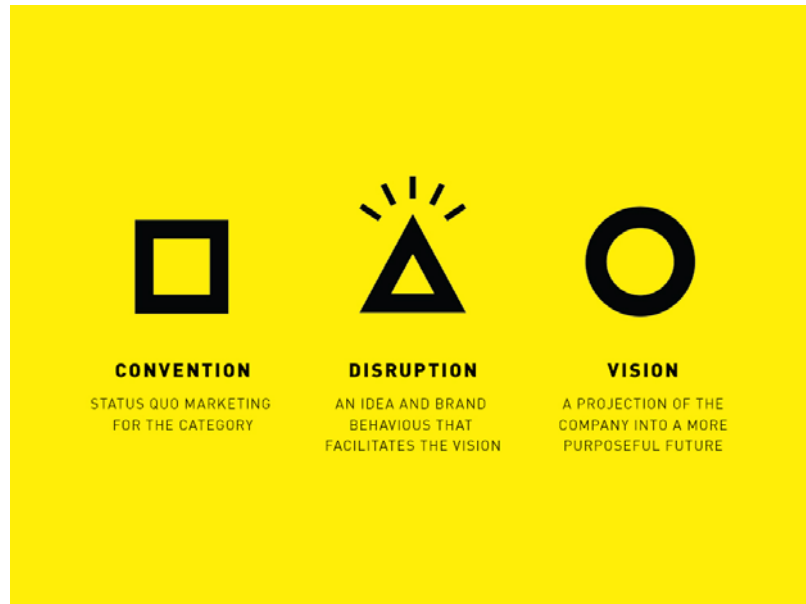 CONVENTION
STATUS QUO MARKETING
FOR THE CATEGORY
DISRUPTION
AN IDEA AND BRAND
BEHAVIOUS THAT
FACILITATES THE VISION
VISION
A PROJECTION OF THE
COMPANY INTO A MORE
PURPOSEFUL FUTURE